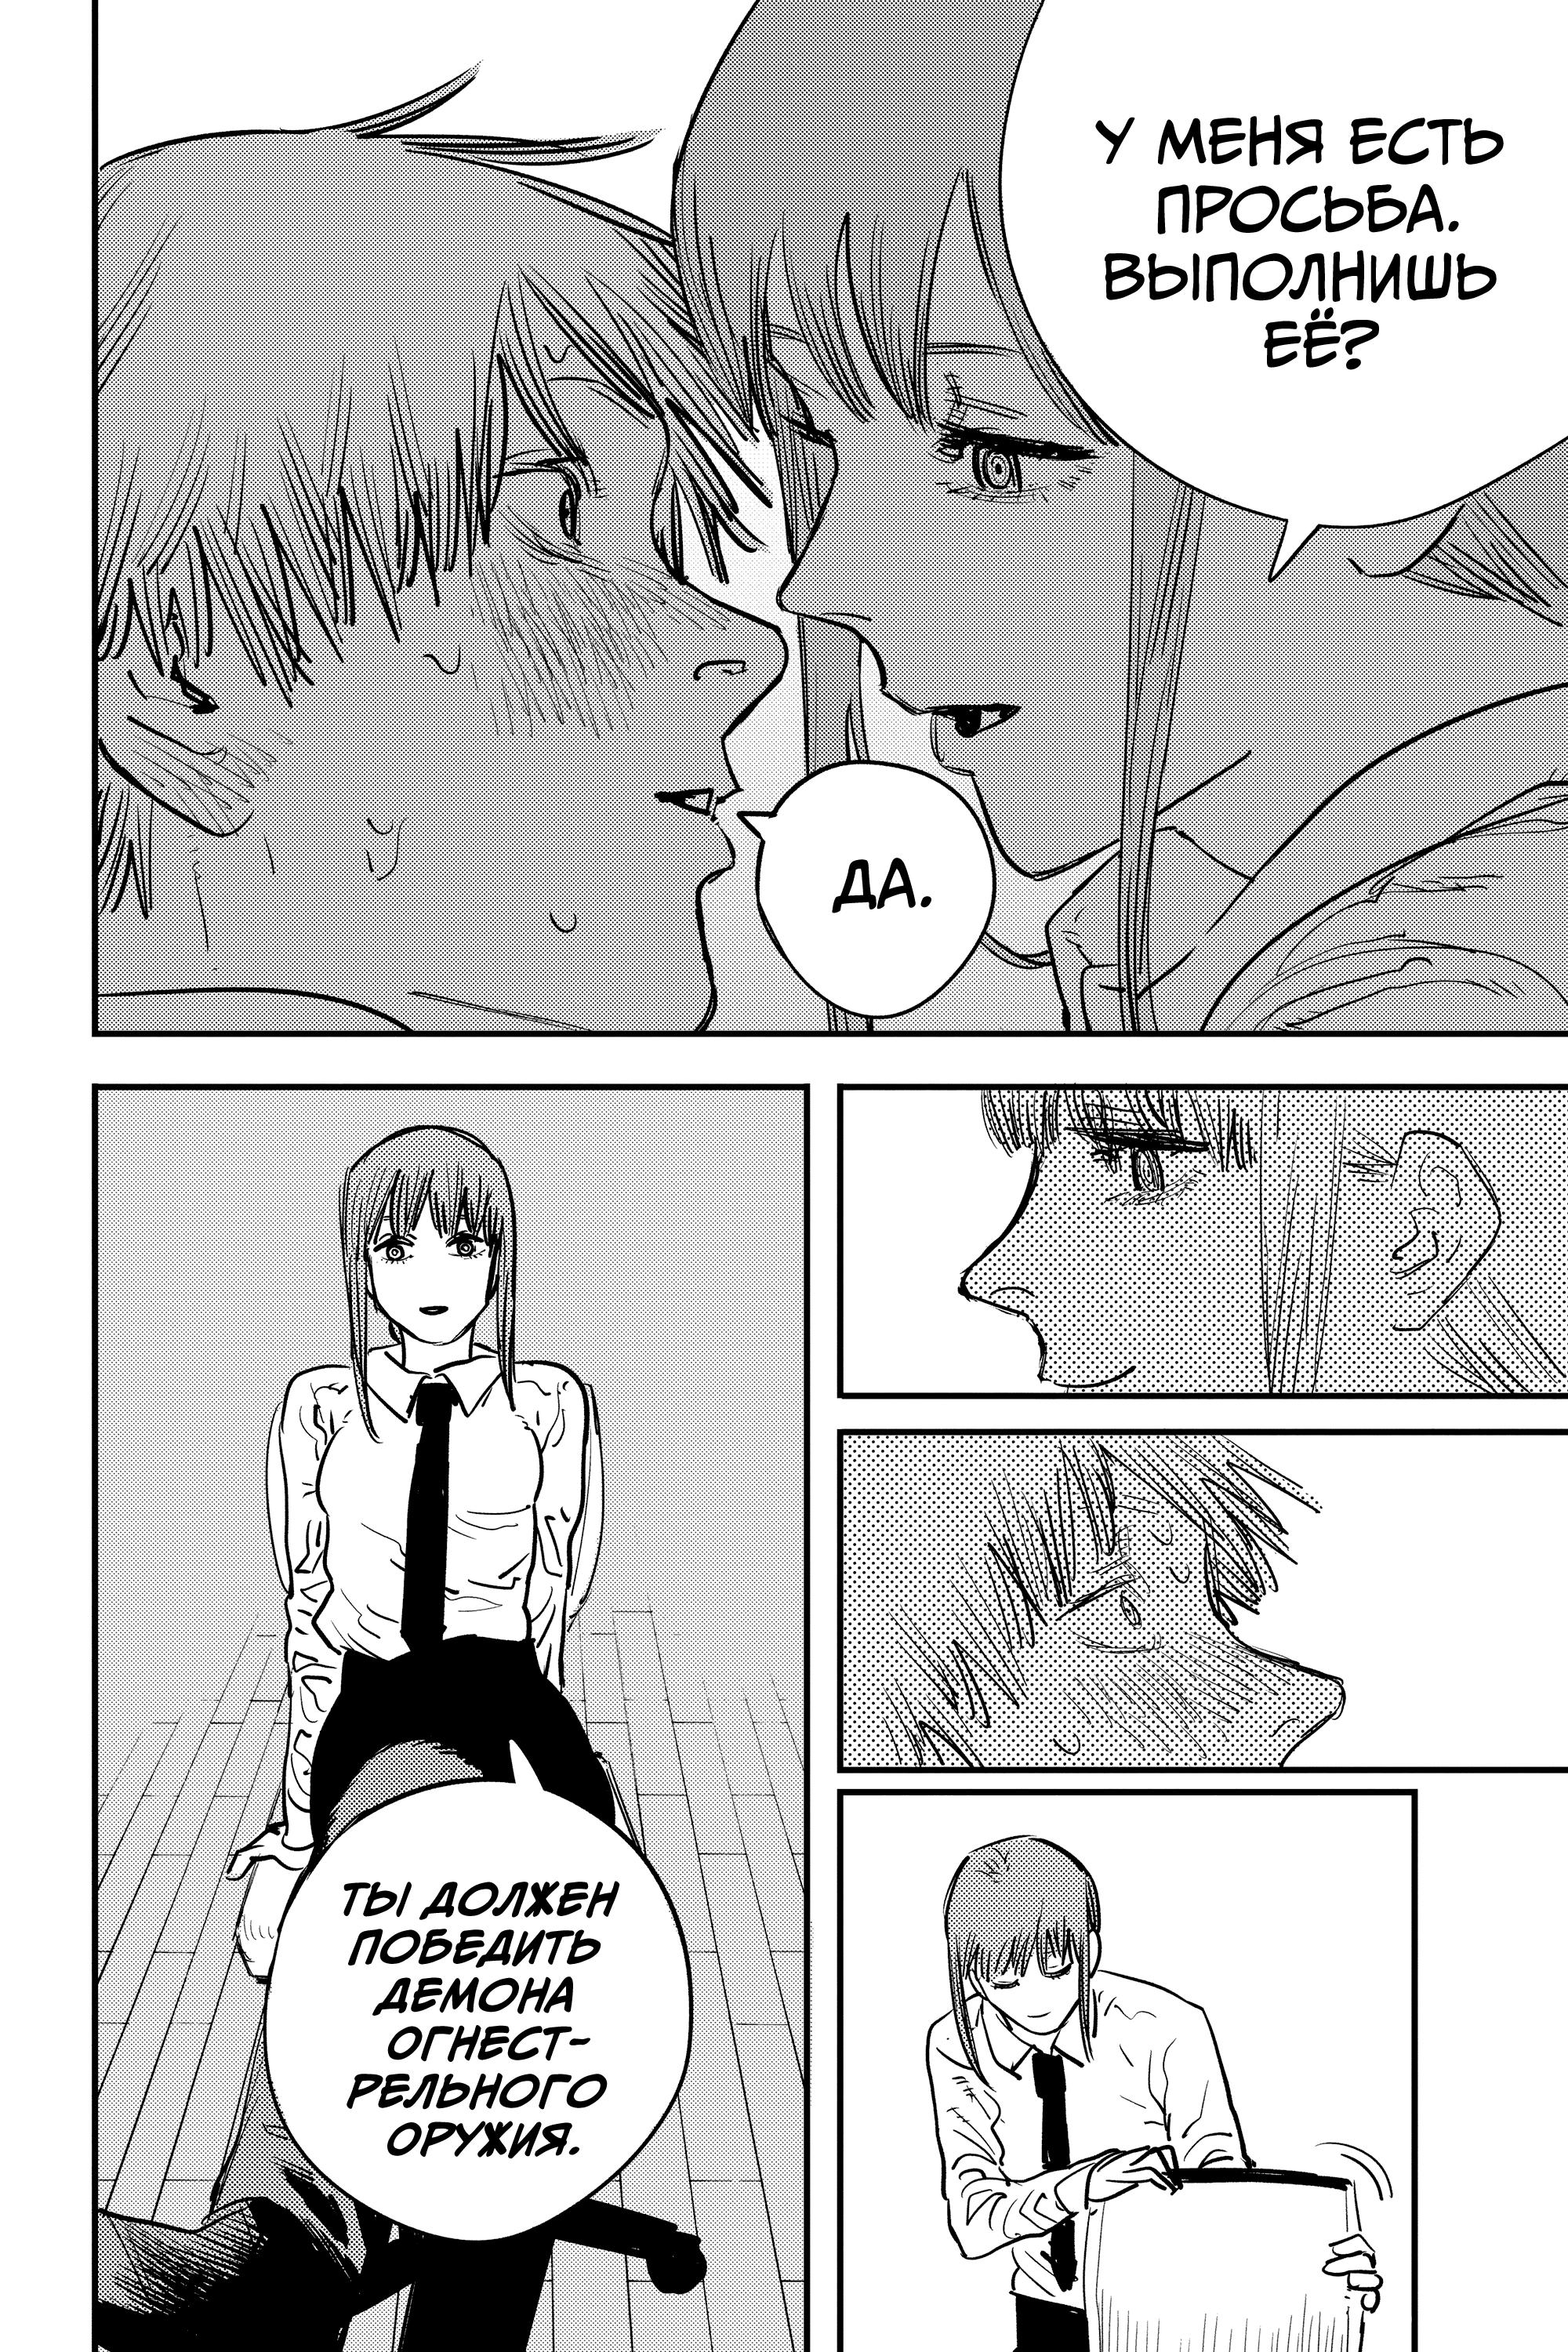 У МЕНЯ ЕСТЬ
ПРОСЬБА.
ВЫПОЛНИШЬ
ЕЁ?
ДА.
ТЫ ДОЛЖЕН
ПОБЕДИТЬ
ДЕМОНА
ОГНЕСТ-
РЕЛЬНОГО
ОРУЖИЯ.